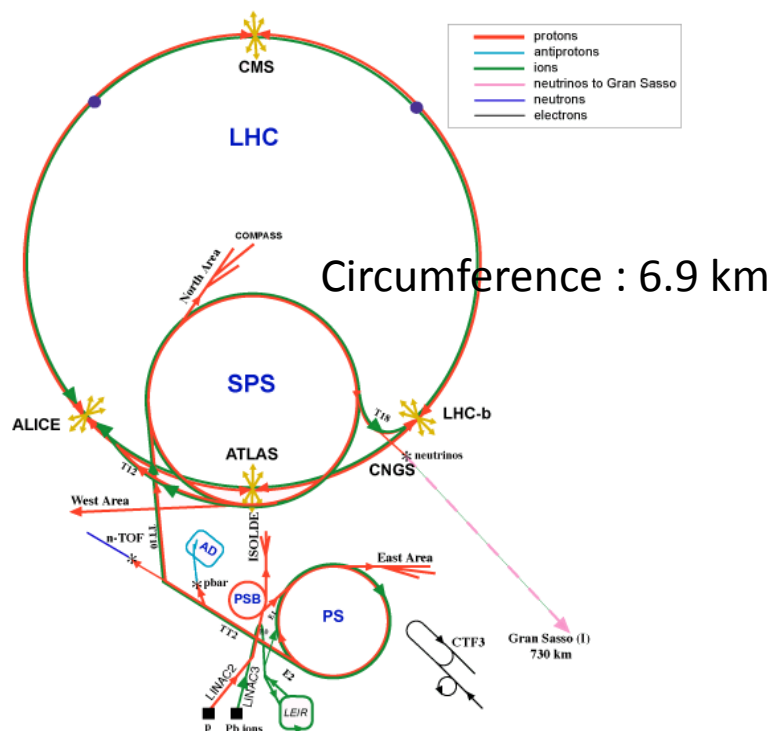 protons
antiprotons
ions
neutrinos to Gran Sasso
neutrons
electrons
CMS
LHC
COMPASS
North Area
Circumference : 6.9 km
SPS
ALICE
LHC-b
TI8
ATLAS
neutrinos
CNGS
TI2
West Area
TT10
ISOLDE
n-TOF
AD
pbar
East Area
PSB
PS
TT2
E2
CTF3
Gran Sasso (I)
730 km
LINAC2
LINAC3
LEIR
p
Pb ions